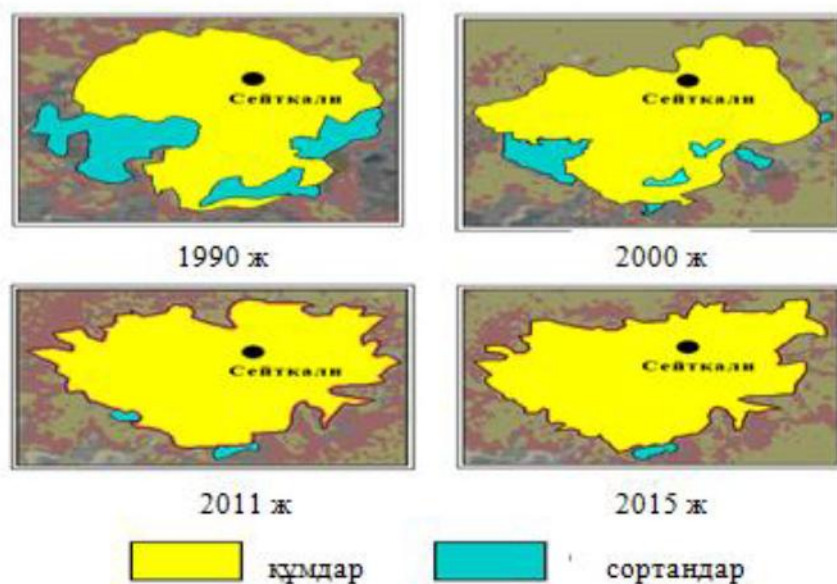 Сейткали
Сейткали
1990 ж
2000 ж
Сейткали
Сейткали
2011 ж
2015 ж
құмдар
сортандар